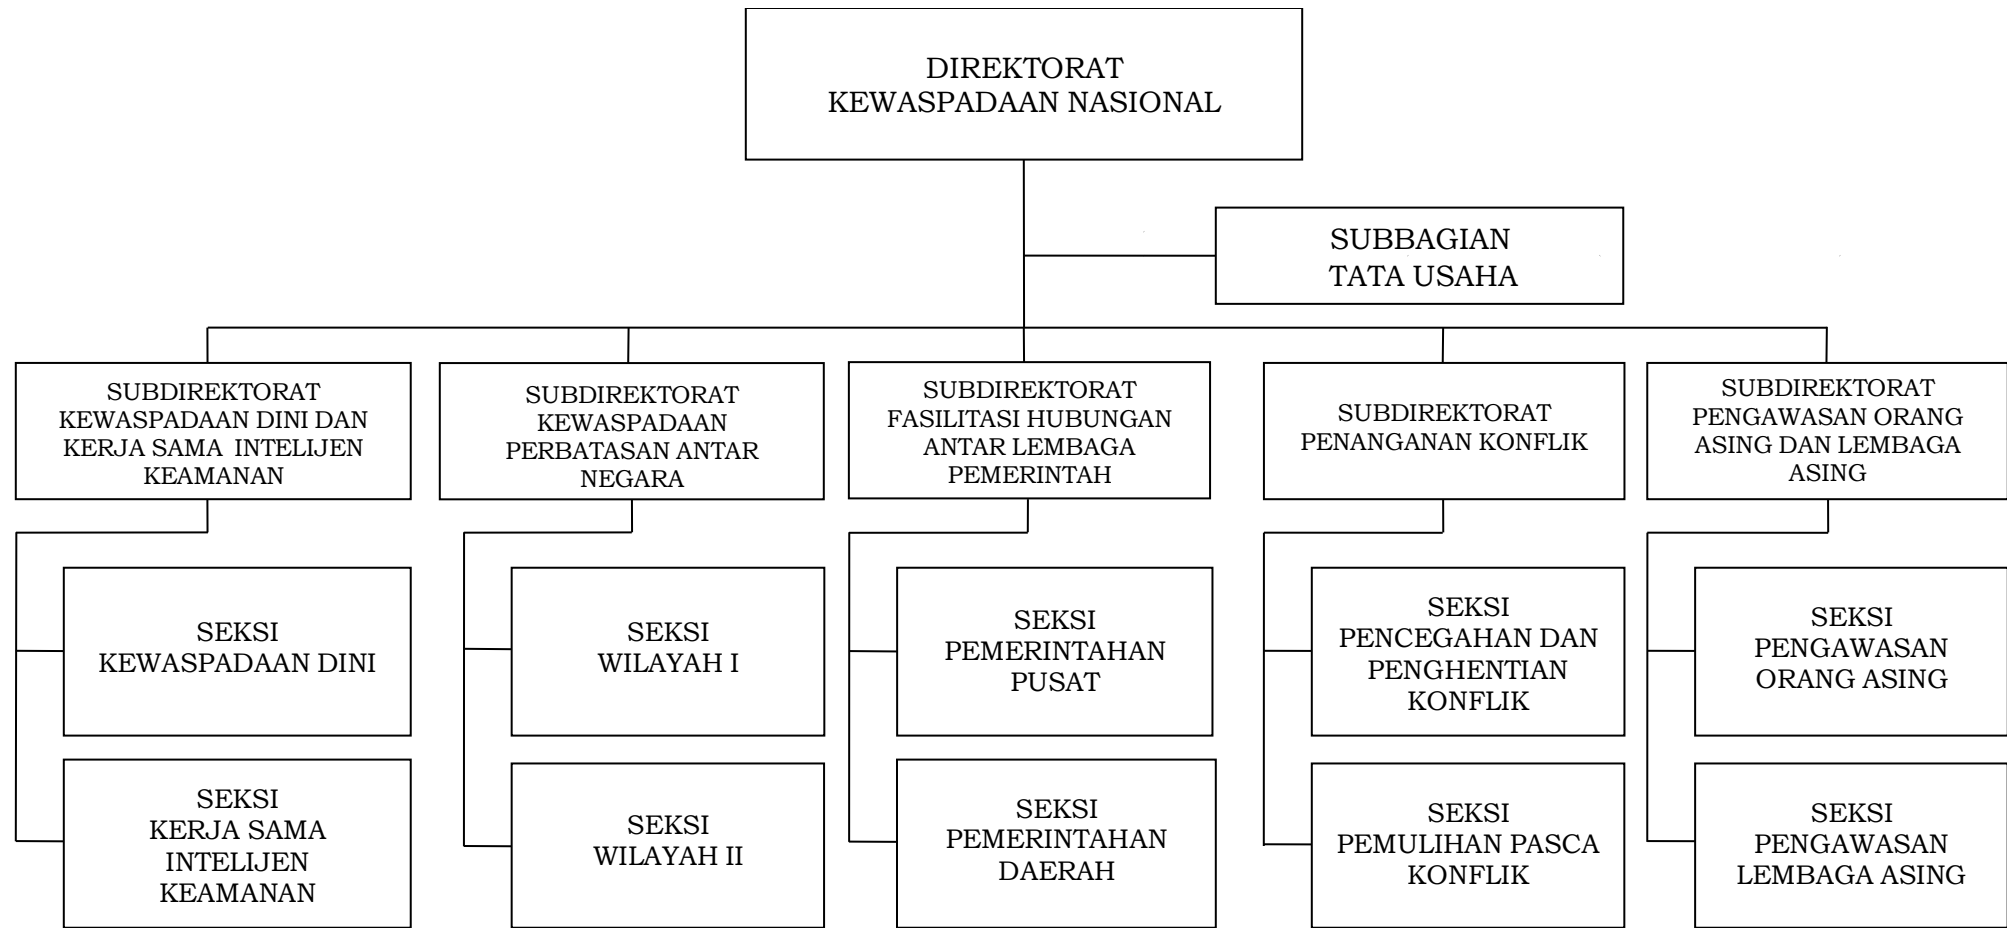 DIREKTORAT
KEWASPADAAN NASIONAL
SUBBAGIAN
TATA USAHA
SUBDIREKTORAT
KEWASPADAAN DINI DAN
KERJA SAMA INTELIJEN
KEAMANAN
SUBDIREKTORAT
KEWASPADAAN
PERBATASAN ANTAR
NEGARA
SUBDIREKTORAT
FASILITASI HUBUNGAN
ANTAR LEMBAGA
PEMERINTAH
SUBDIREKTORAT
PENANGANAN KONFLIK
SUBDIREKTORAT
PENGAWASAN ORANG
ASING DAN LEMBAGA
ASING
SEKSI
KEWASPADAAN DINI
SEKSI
WILAYAH I
SEKSI
PEMERINTAHAN
PUSAT
SEKSI
PENCEGAHAN DAN
PENGHENTIAN
KONFLIK
SEKSI
PENGAWASAN
ORANG ASING
SEKSI
KERJA SAMA
INTELIJEN
KEAMANAN
SEKSI
WILAYAH II
SEKSI
PEMERINTAHAN
DAERAH
SEKSI
PEMULIHAN PASCA
KONFLIK
SEKSI
PENGAWASAN
LEMBAGA ASING